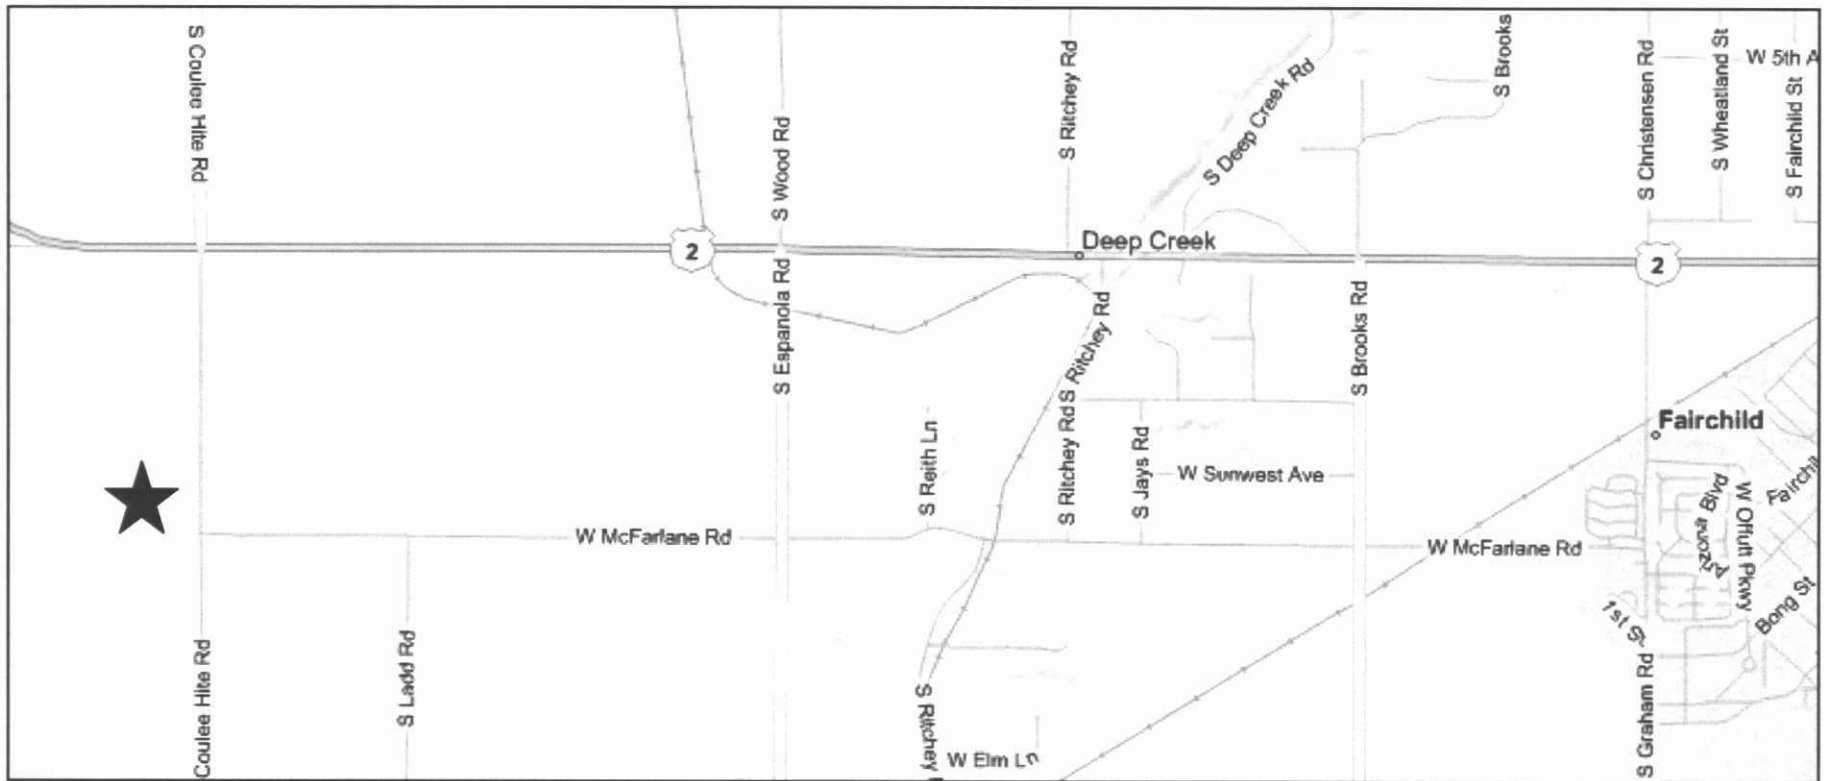 S Coulee Hite Rd
S Wood Rd
S Ritchey Rd
S Deep Creek Rd
S Brooks
S Christensen Rd
S Wheatland St
W 5th A
S Fairchild St
2
Deep Creek
2
S Espanola Rd
S Ritchey Rd
S Brooks Rd
S Ritchey Rd
S Reith Ln
S Jays Rd
W Sunwest Ave
Fairchild
Fairchil
Arizona Blvd
W Offutt Pkwy
W McFarlane Rd
W McFarlane Rd
1st St
Bong St
Coulee Hite Rd
S Ladd Rd
S Ritchey
W Elm Ln
S Graham Rd